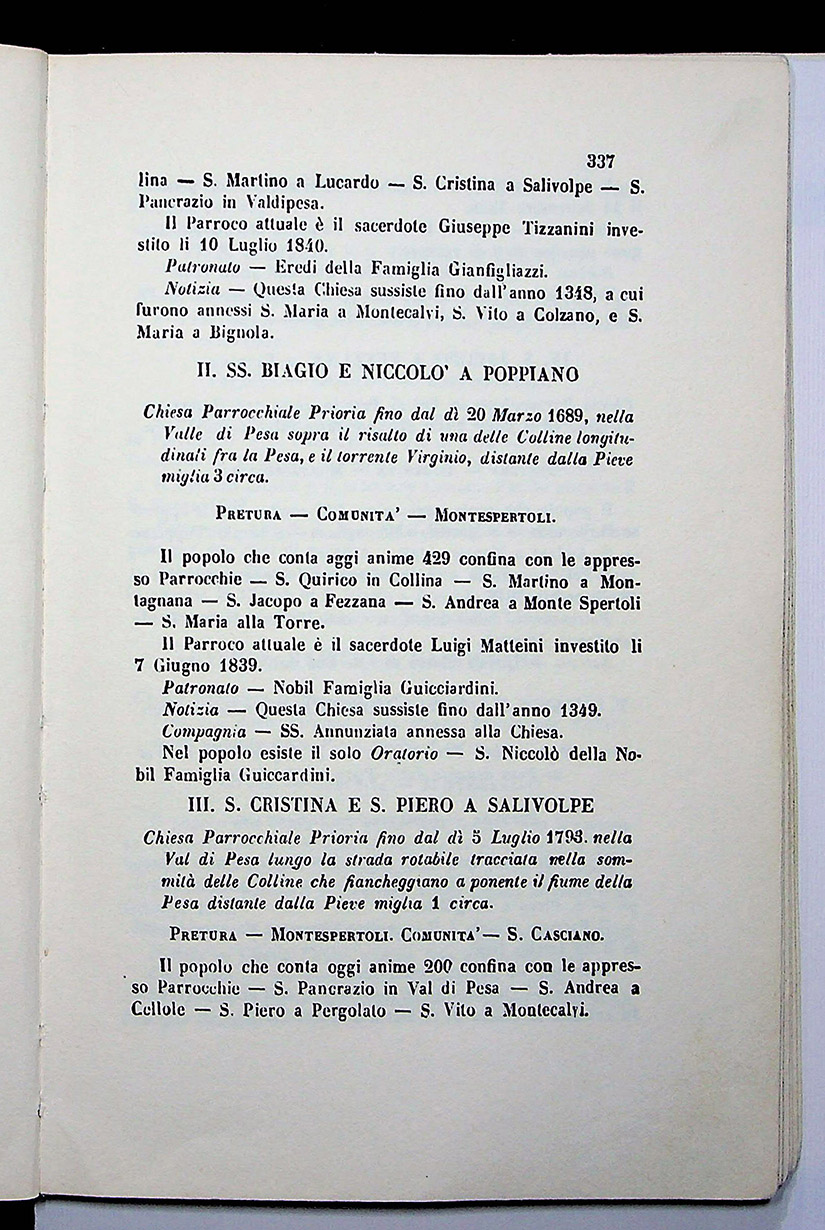 337
lina — S. Martino a Lucardo — S. Cristina a Salivolpe — S.
Pancrazio in Valdipesa.
Il Parroco attuale è il sacerdote Giuseppe Tizzanini inve-
stito li 10 Luglio 1840.
Patronato — Eredi della Famiglia Gianfigliazzi.
Notizia — Questa Chiesa sussiste fino dall'anno 1348, a cui
furono annessi S. Maria a Montecalvi, S. Vito a Colzano, e S.
Maria a Bignola.
II. SS. BIAGIO E NICCOLO' A POPPIANO
Chiesa Parrocchiale Prioria fino dal dì 20 Marzo 1689, nella
Valle di Pesa sopra il risalto di una delle Colline longitu-
dinali fra la Pesa, e il torrente Virginio, distante dalla Pieve
miglia 3 circa.
PRETURA — COMUNITA' — MONTESPERTOLI.
Il popolo che conta aggi anime 429 confina con le appres-
so Parrocchie — S. Quirico in Collina — S. Martino a Mon-
tagnana — S. Jacopo a Fezzana — S. Andrea a Monte Spertoli
— S. Maria alla Torre.
Il Parroco attuale è il sacerdote Luigi Matteini investito li
7 Giugno 1839.
Patronato — Nobil Famiglia Guicciardini.
Notizia — Questa Chiesa sussiste fino dall'anno 1349.
Compagnia — SS. Annunziata annessa alla Chiesa.
Nel popolo esiste il solo Oratorio — S. Niccolò della No-
bil Famiglia Guiccardini.
III. S. CRISTINA E S. PIERO A SALIVOLPE
Chiesa Parrocchiale Prioria fino dal dì 5 Luglio 1793. nella
Val di Pesa lungo la strada rotabile tracciata nella som-
mità delle Colline che fiancheggiano a ponente il fiume della
Pesa distante dalla Pieve miglia 1 circa.
PRETURA — MONTESPERTOLI. COMUNITA' — S. CASCIANO.
Il popolo che conta oggi anime 200 confina con le appres-
so Parrocchie — S. Pancrazio in Val di Pesa — S. Andrea a
Cellole — S. Piero a Pergolato — S. Vito a Montecalvi.